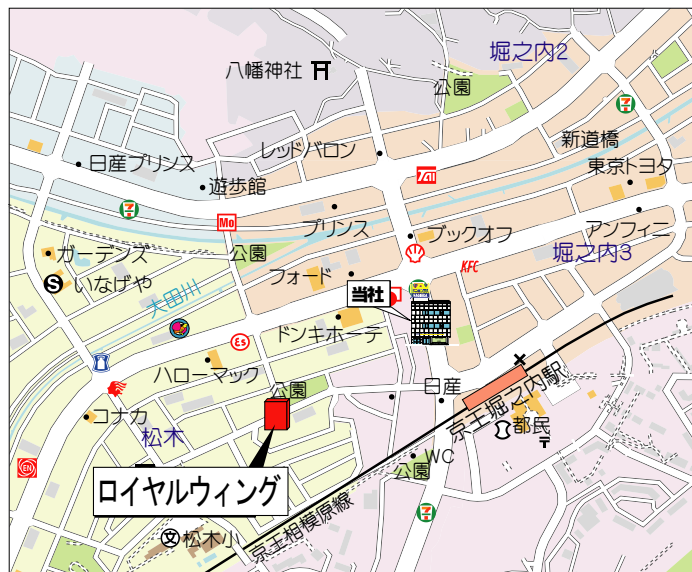 堀之内2
八幡神社
公園
新道橋
レッドバロン
日産プリンス
東京トヨタ
遊歩館
プリンス
アンフィニ
Mo
ブックオフ
堀之内3
公園
ガーデンズ
フォード
KFC
S いなげや
大田川
当社
ドンキホーテ
Es
ハローマック
公園
日産
京王堀之内駅
コナカ
松木
都民
〒
WC
公園
EN
ロイヤルウィング
京王相模原線
文 松木小